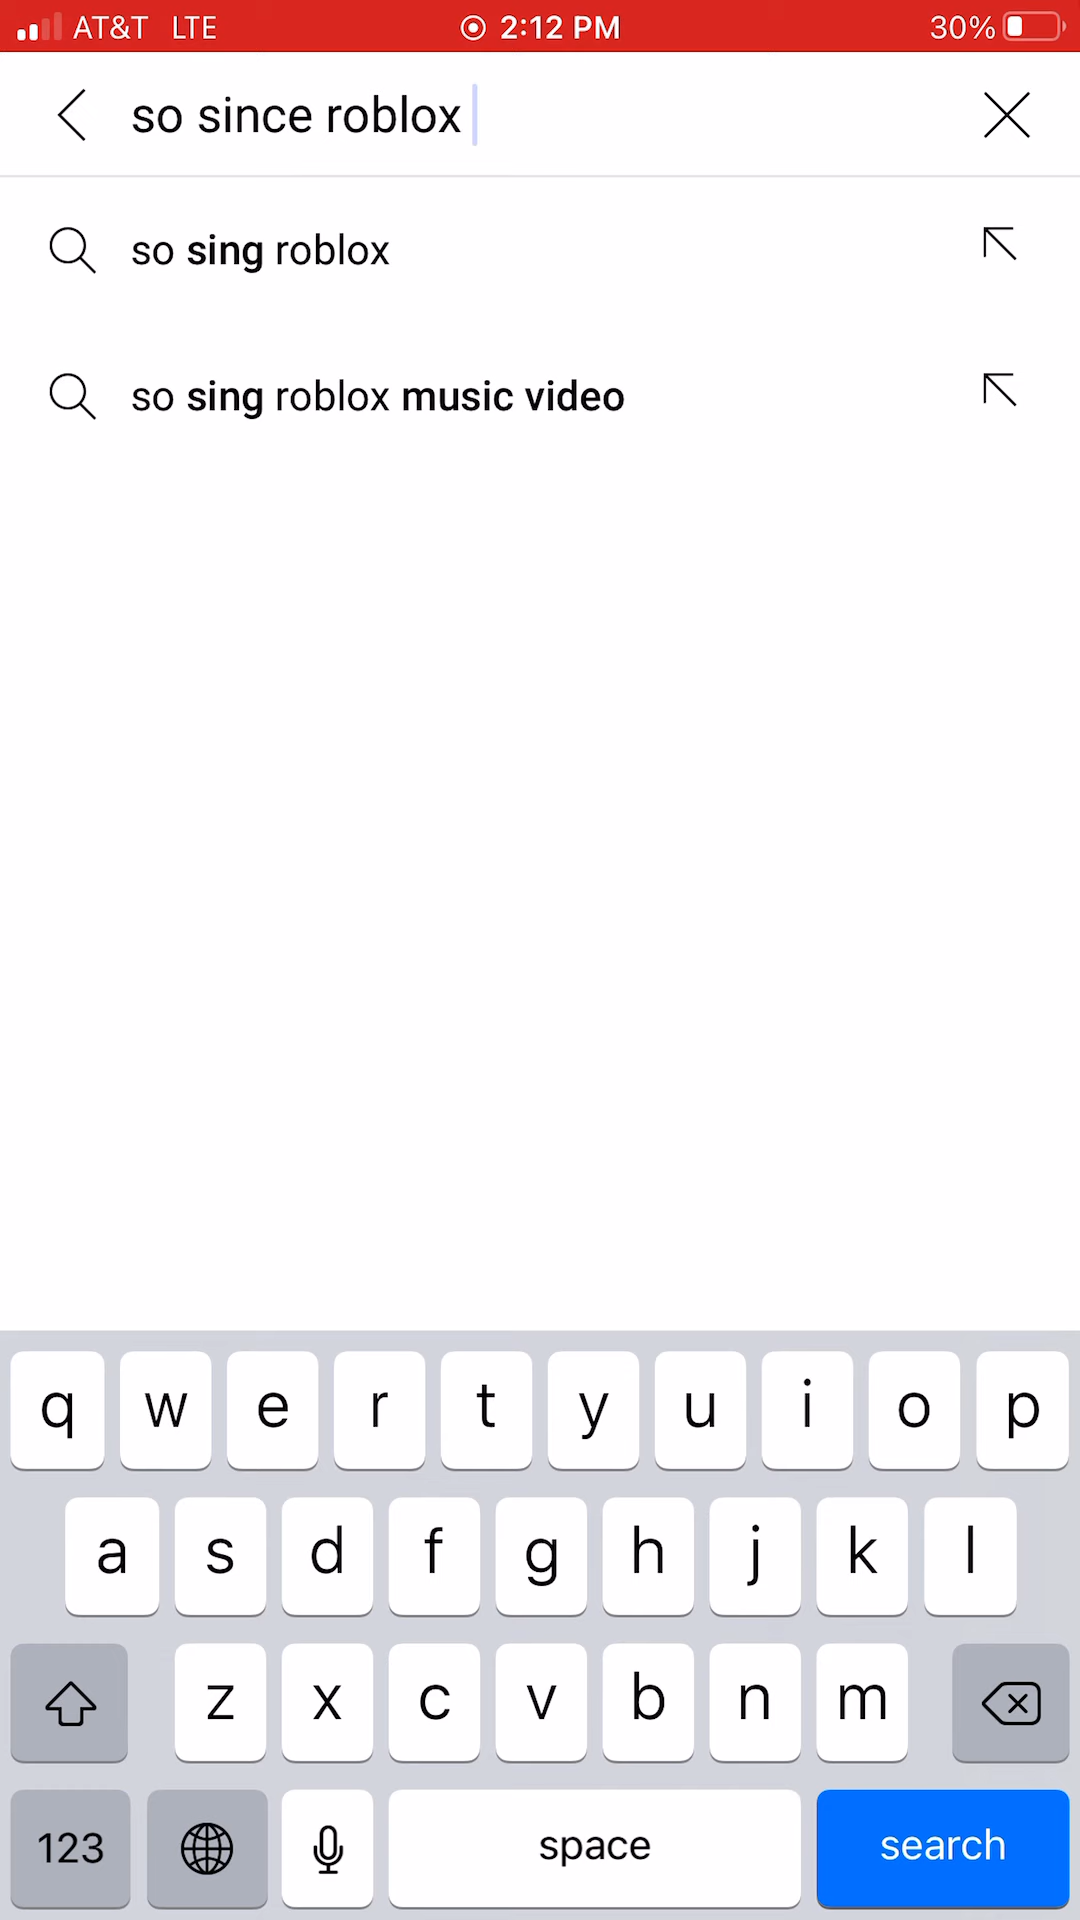 AT&T LTE 2:12 PM 30%
so since roblox
so sing roblox
so sing roblox music video
q w e r t y u i o p
a s d f g h j k l
z x c v b n m
123 space search